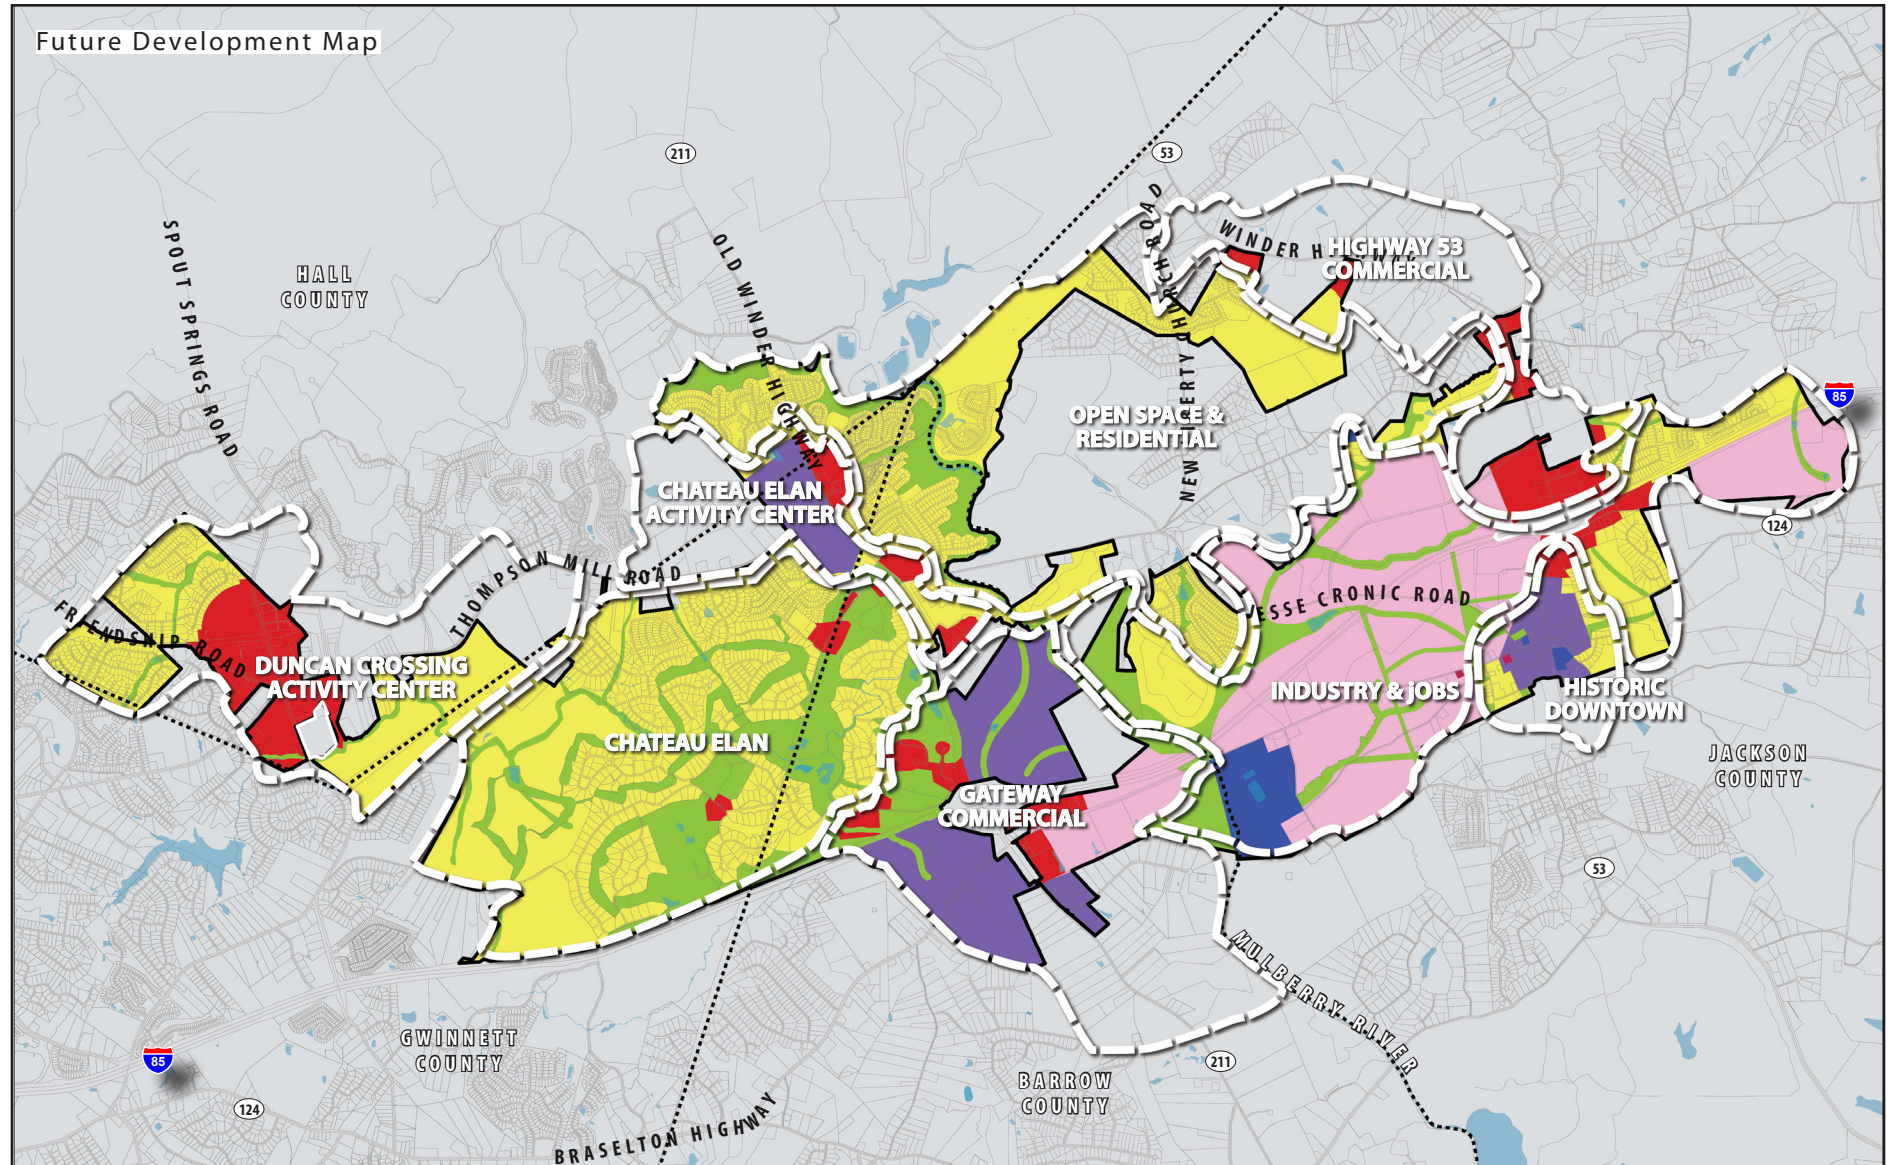 Future Development Map
211
53
SPOUT SPRINGS ROAD
OLD WINDER HIGHWAY
HALL
COUNTY
NEW LIBERTY CHURCH ROAD
WINDER HIGHWAY
HIGHWAY 53
COMMERCIAL
85
OPEN SPACE &
RESIDENTIAL
CHATEAU ELAN
ACTIVITY CENTER
124
THOMPSON MILL ROAD
FRIENDSHIP ROAD
JESSE CRONIC ROAD
DUNCAN CROSSING
ACTIVITY CENTER
INDUSTRY & jOBS
HISTORIC
DOWNTOWN
CHATEAU ELAN
JACKSON
COUNTY
GATEWAY
COMMERCIAL
53
MULBERRY RIVER
GWINNETT
COUNTY
85
211
BARROW
COUNTY
124
BRASELTON HIGHWAY